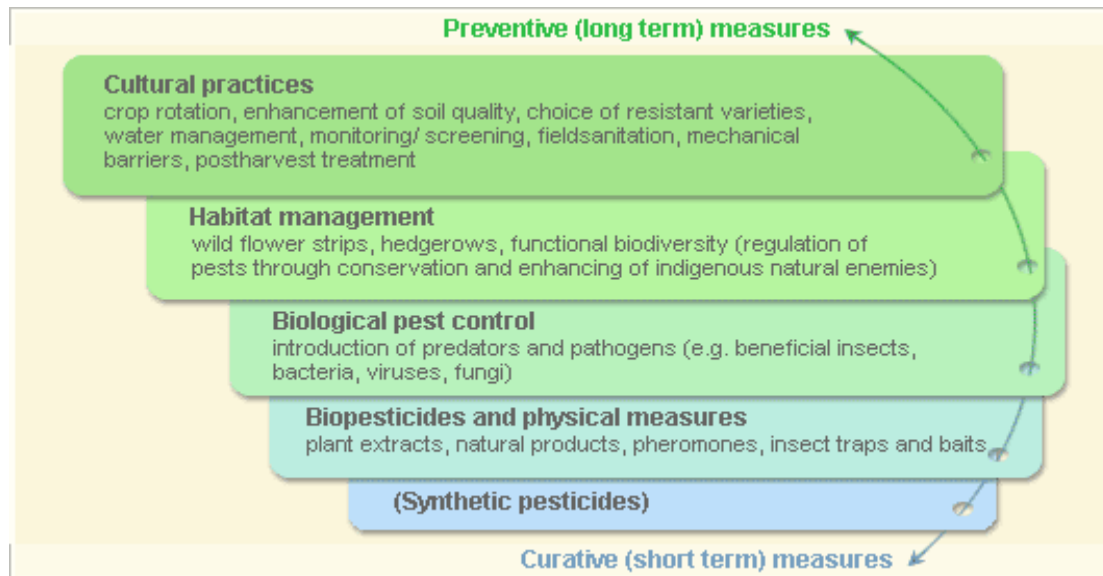 Preventive (long term) measures
Cultural practices
crop rotation, enhancement of soil quality, choice of resistant varieties,
water management, monitoring/ screening, fieldsanitation, mechanical
barriers, postharvest treatment
Habitat management
wild flower strips, hedgerows, functional biodiversity (regulation of
pests through conservation and enhancing of indigenous natural enemies)
Biological pest control
introduction of predators and pathogens (e.g. beneficial insects,
bacteria, viruses, fungi)
Biopesticides and physical measures
plant extracts, natural products, pheromones, insect traps and baits
(Synthetic pesticides)
Curative (short term) measures